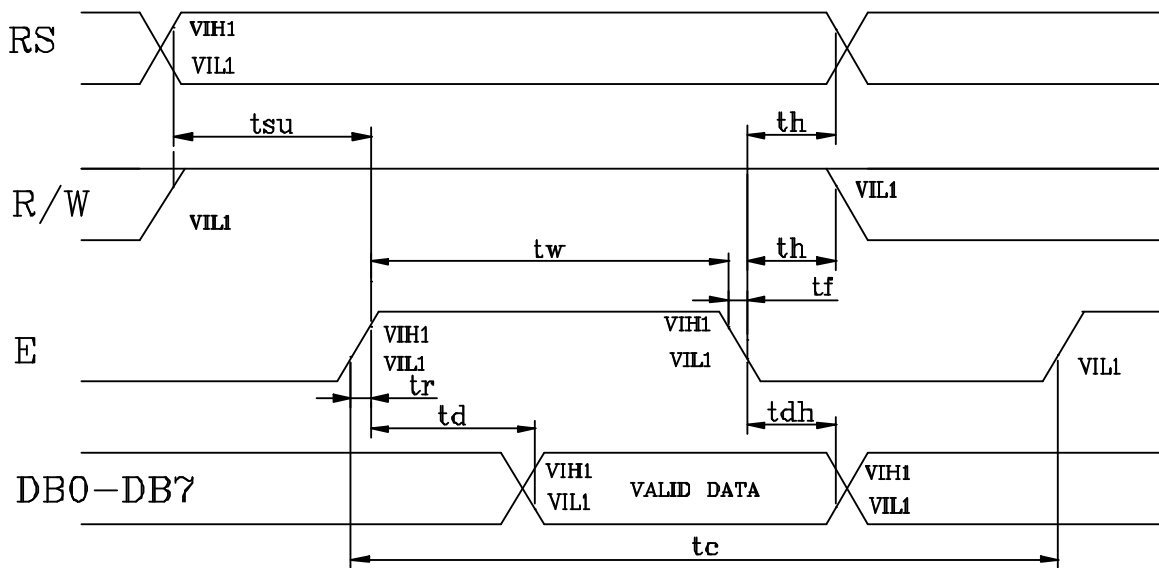 RS
VIH1
VIL1
tsu
th
R/W
VIL1
VIL1
tw
th
tf
E
VIH1
VIL1
VIH1
VIL1
VIL1
tr
td
tdh
DB0-DB7
VIH1
VIL1
VALID DATA
VIH1
VIL1
tc